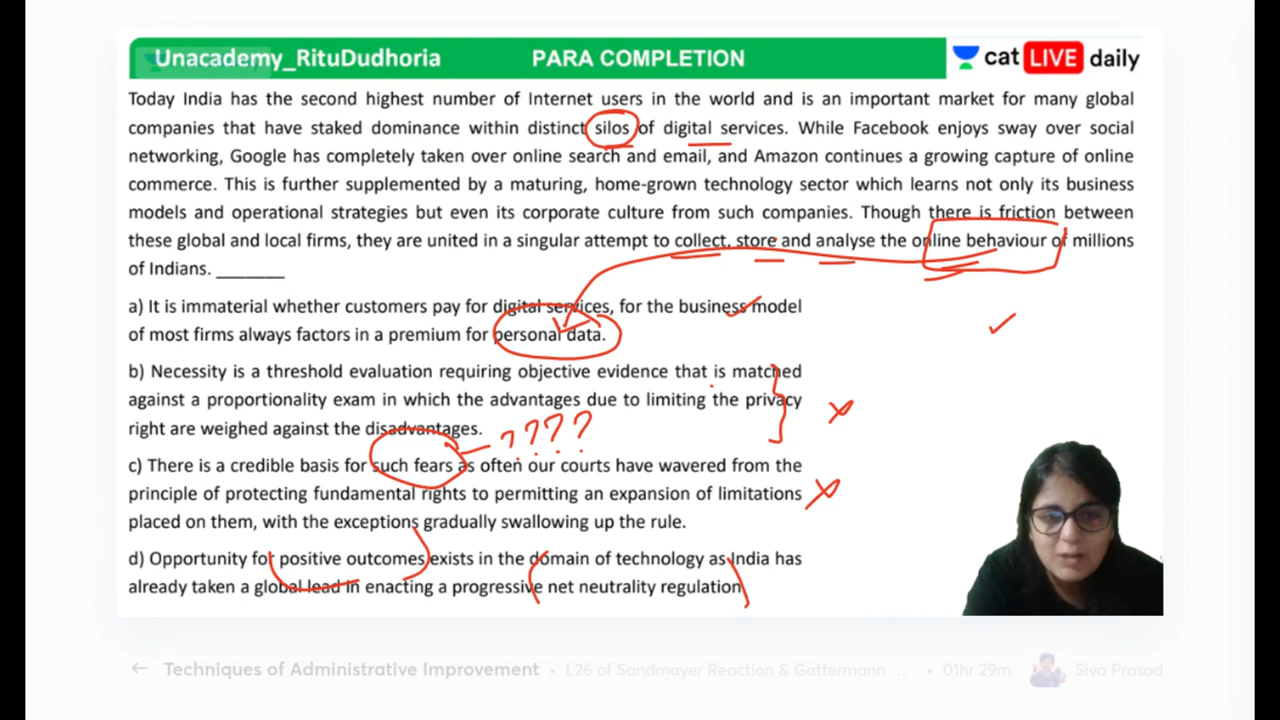 Unacademy_RituDudhoria PARA COMPLETION cat LIVE daily
Today India has the second highest number of Internet users in the world and is an important market for many global
companies that have staked dominance within distinct silos of digital services. While Facebook enjoys sway over social
networking, Google has completely taken over online search and email, and Amazon continues a growing capture of online
commerce. This is further supplemented by a maturing, home-grown technology sector which learns not only its business
models and operational strategies but even its corporate culture from such companies. Though there is friction between
these global and local firms, they are united in a singular attempt to collect, store and analyse the online behaviour of millions
of Indians. _______
a) It is immaterial whether customers pay for digital services, for the business model
of most firms always factors in a premium for personal data.
b) Necessity is a threshold evaluation requiring objective evidence that is matched
against a proportionality exam in which the advantages due to limiting the privacy
right are weighed against the disadvantages.
????
c) There is a credible basis for such fears as often our courts have wavered from the
principle of protecting fundamental rights to permitting an expansion of limitations
placed on them, with the exceptions gradually swallowing up the rule.
d) Opportunity for positive outcomes exists in the domain of technology as India has
already taken a global lead in enacting a progressive net neutrality regulation
Techniques of Administrative Improvement • L26 of Sandmayer Reaction & Gattermann ... • 01hr 29m Siva Prasad